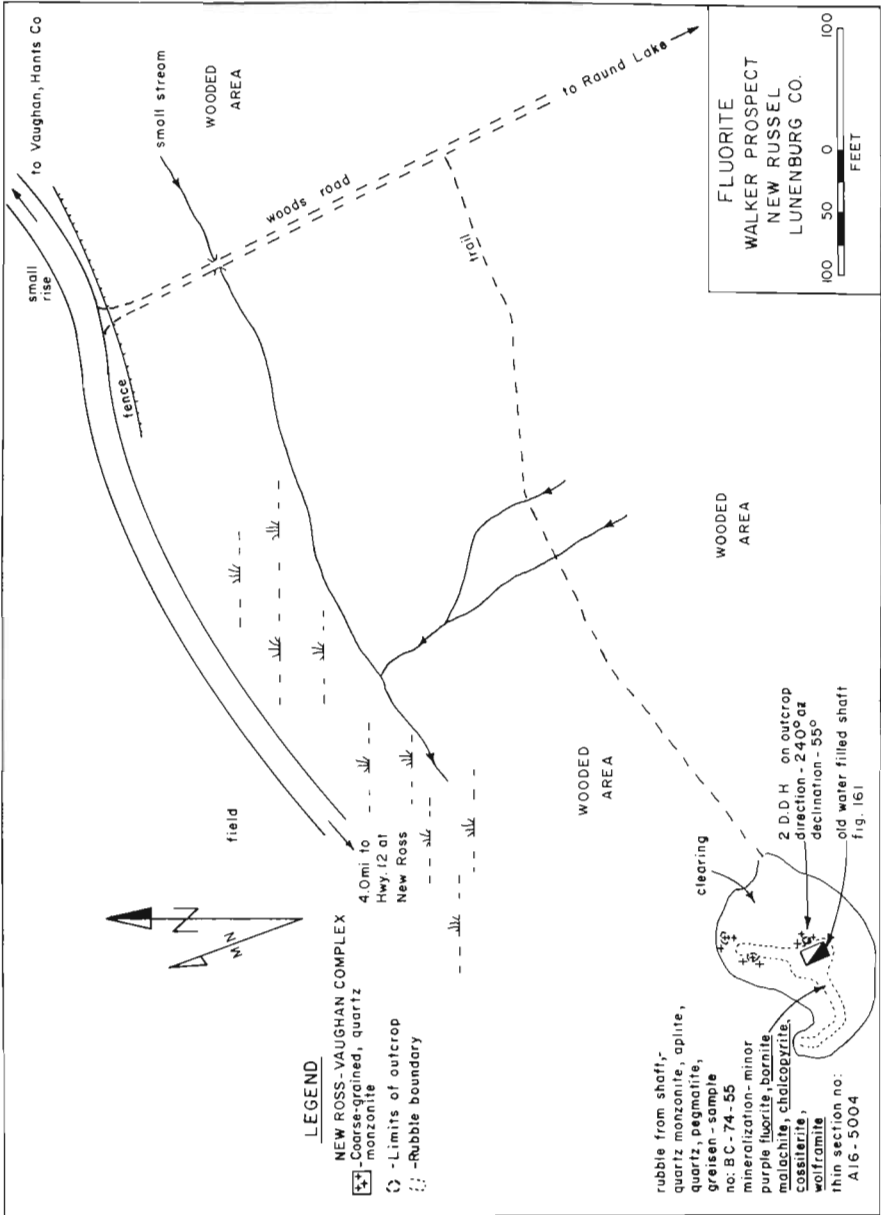 to Vaughan, Hants Co
small
rise
fence
small stream
WOODED
AREA
woods road
to Round Lake
trail
field
4.0mi to
Hwy. 12 at
New Ross
N
MN
LEGEND
NEW ROSS-VAUGHAN COMPLEX
-Coarse-grained, quartz
monzonite
-Limits of outcrop
-Rubble boundary
WOODED
AREA
WOODED
AREA
clearing
2 D.D H on outcrop
direction - 240° az
declination - 55°
old water filled shaft
fig. 161
rubble from shaft,-
quartz monzonite, aplite,
quartz, pegmatite,
greisen - sample
no: BC-74-55
mineralization- minor
purple fluorite, bornite
malachite, chalcopyrite,
cassiterite,
wolframite
thin section no:
A16-5004
FLUORITE
WALKER PROSPECT
NEW RUSSEL
LUNENBURG CO.
100 50 0 100
FEET